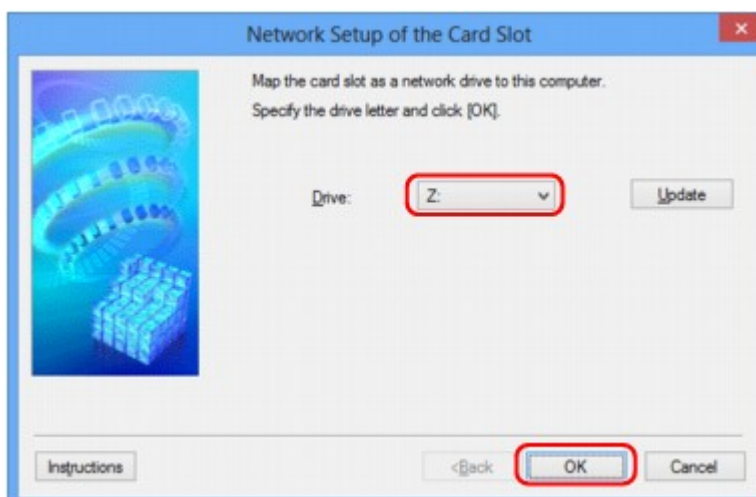 Network Setup of the Card Slot
Map the card slot as a network drive to this computer.
Specify the drive letter and click [OK].
Drive: Z: Update
Instructions <Back OK Cancel